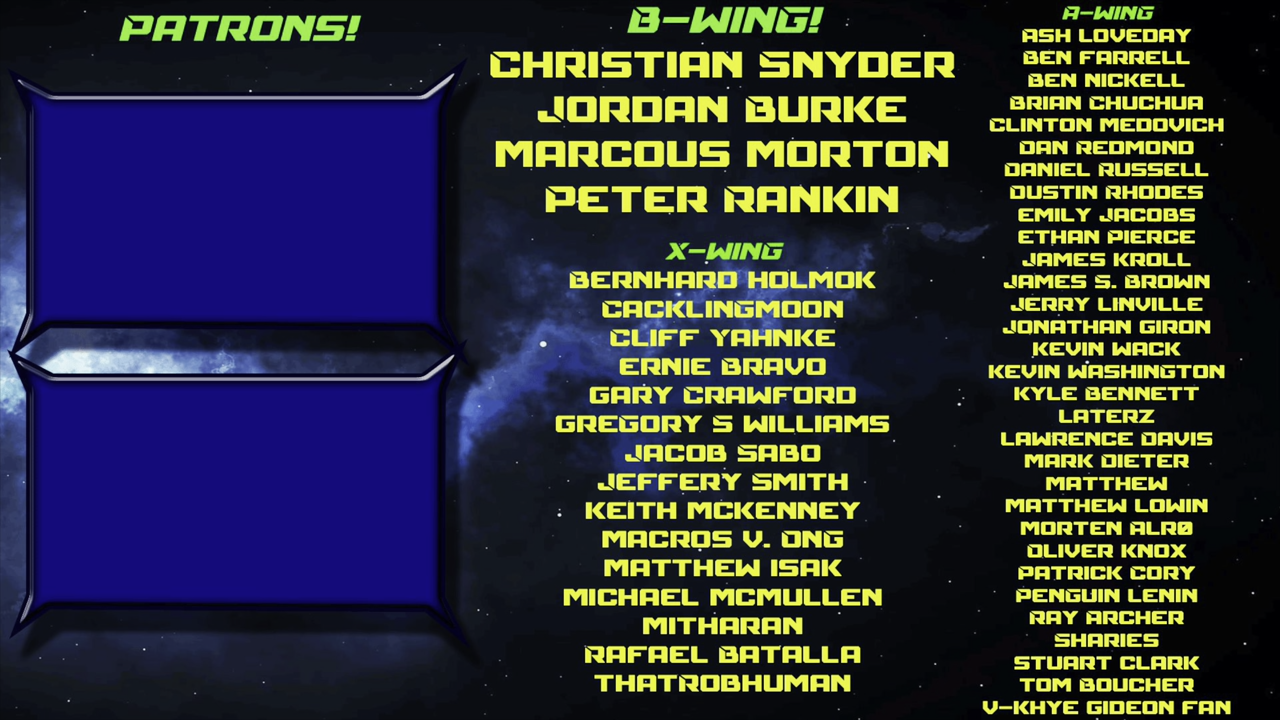 PATRONS!
B-WING!
CHRISTIAN SNYDER
JORDAN BURKE
MARCOUS MORTON
PETER RANKIN
X-WING
BERNHARD HOLMOK
CACKLINGMOON
CLIFF YAHNKE
ERNIE BRAVO
GARY CRAWFORD
GREGORY S WILLIAMS
JACOB SABO
JEFFERY SMITH
KEITH MCKENNEY
MACROS V. ONG
MATTHEW ISAK
MICHAEL MCMULLEN
MITHARAN
RAFAEL BATALLA
THATROBHUMAN
A-WING
ASH LOVEDAY
BEN FARRELL
BEN NICKELL
BRIAN CHUCHUA
CLINTON MEDOVICH
DAN REDMOND
DANIEL RUSSELL
DUSTIN RHODES
EMILY JACOBS
ETHAN PIERCE
JAMES KROLL
JAMES S. BROWN
JERRY LINVILLE
JONATHAN GIRON
KEVIN WACK
KEVIN WASHINGTON
KYLE BENNETT
LATERZ
LAWRENCE DAVIS
MARK DIETER
MATTHEW
MATTHEW LOWIN
MORTEN ALRØ
OLIVER KNOX
PATRICK CORY
PENGUIN LENIN
RAY ARCHER
SHARIES
STUART CLARK
TOM BOUCHER
V-KHYE GIDEON FAN